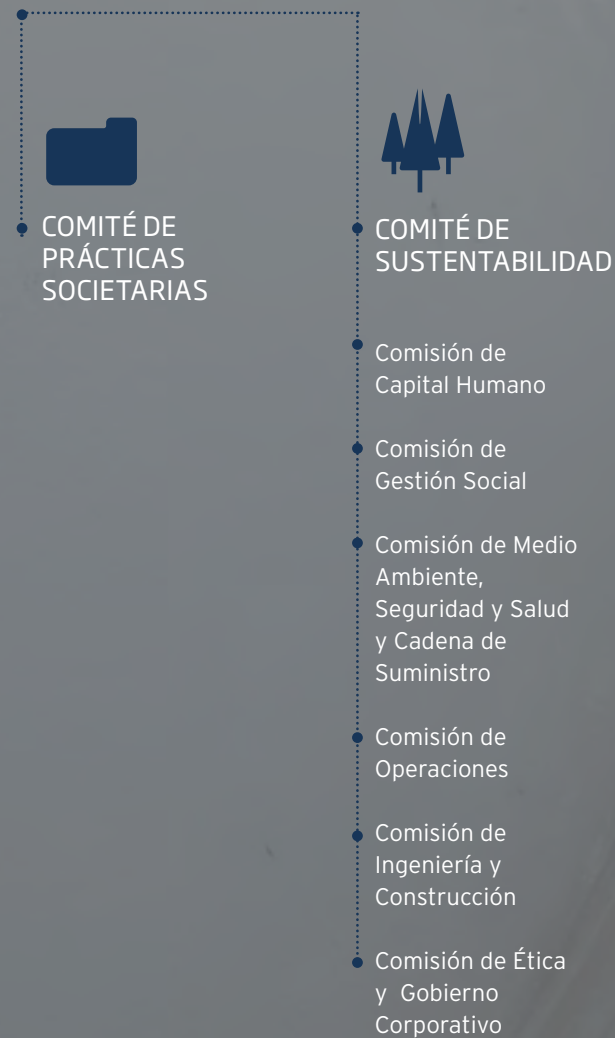 COMITÉ DE
PRÁCTICAS
SOCIETARIAS
COMITÉ DE
SUSTENTABILIDAD
Comisión de
Capital Humano
Comisión de
Gestión Social
Comisión de Medio
Ambiente,
Seguridad y Salud
y Cadena de
Suministro
Comisión de
Operaciones
Comisión de
Ingeniería y
Construcción
Comisión de Ética
y Gobierno
Corporativo